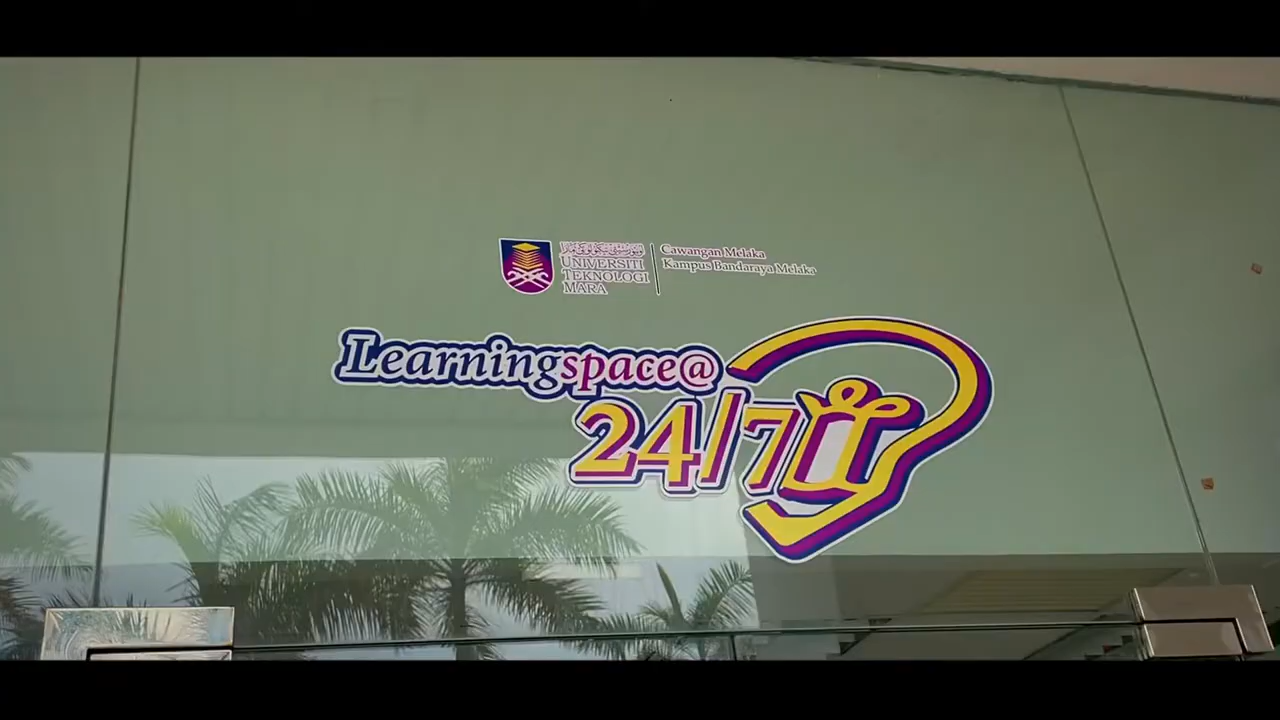 UNIVERSITI
TEKNOLOGI
MARA
Cawangan Melaka
Kampus Bandaraya Melaka
Learningspace@
24/7